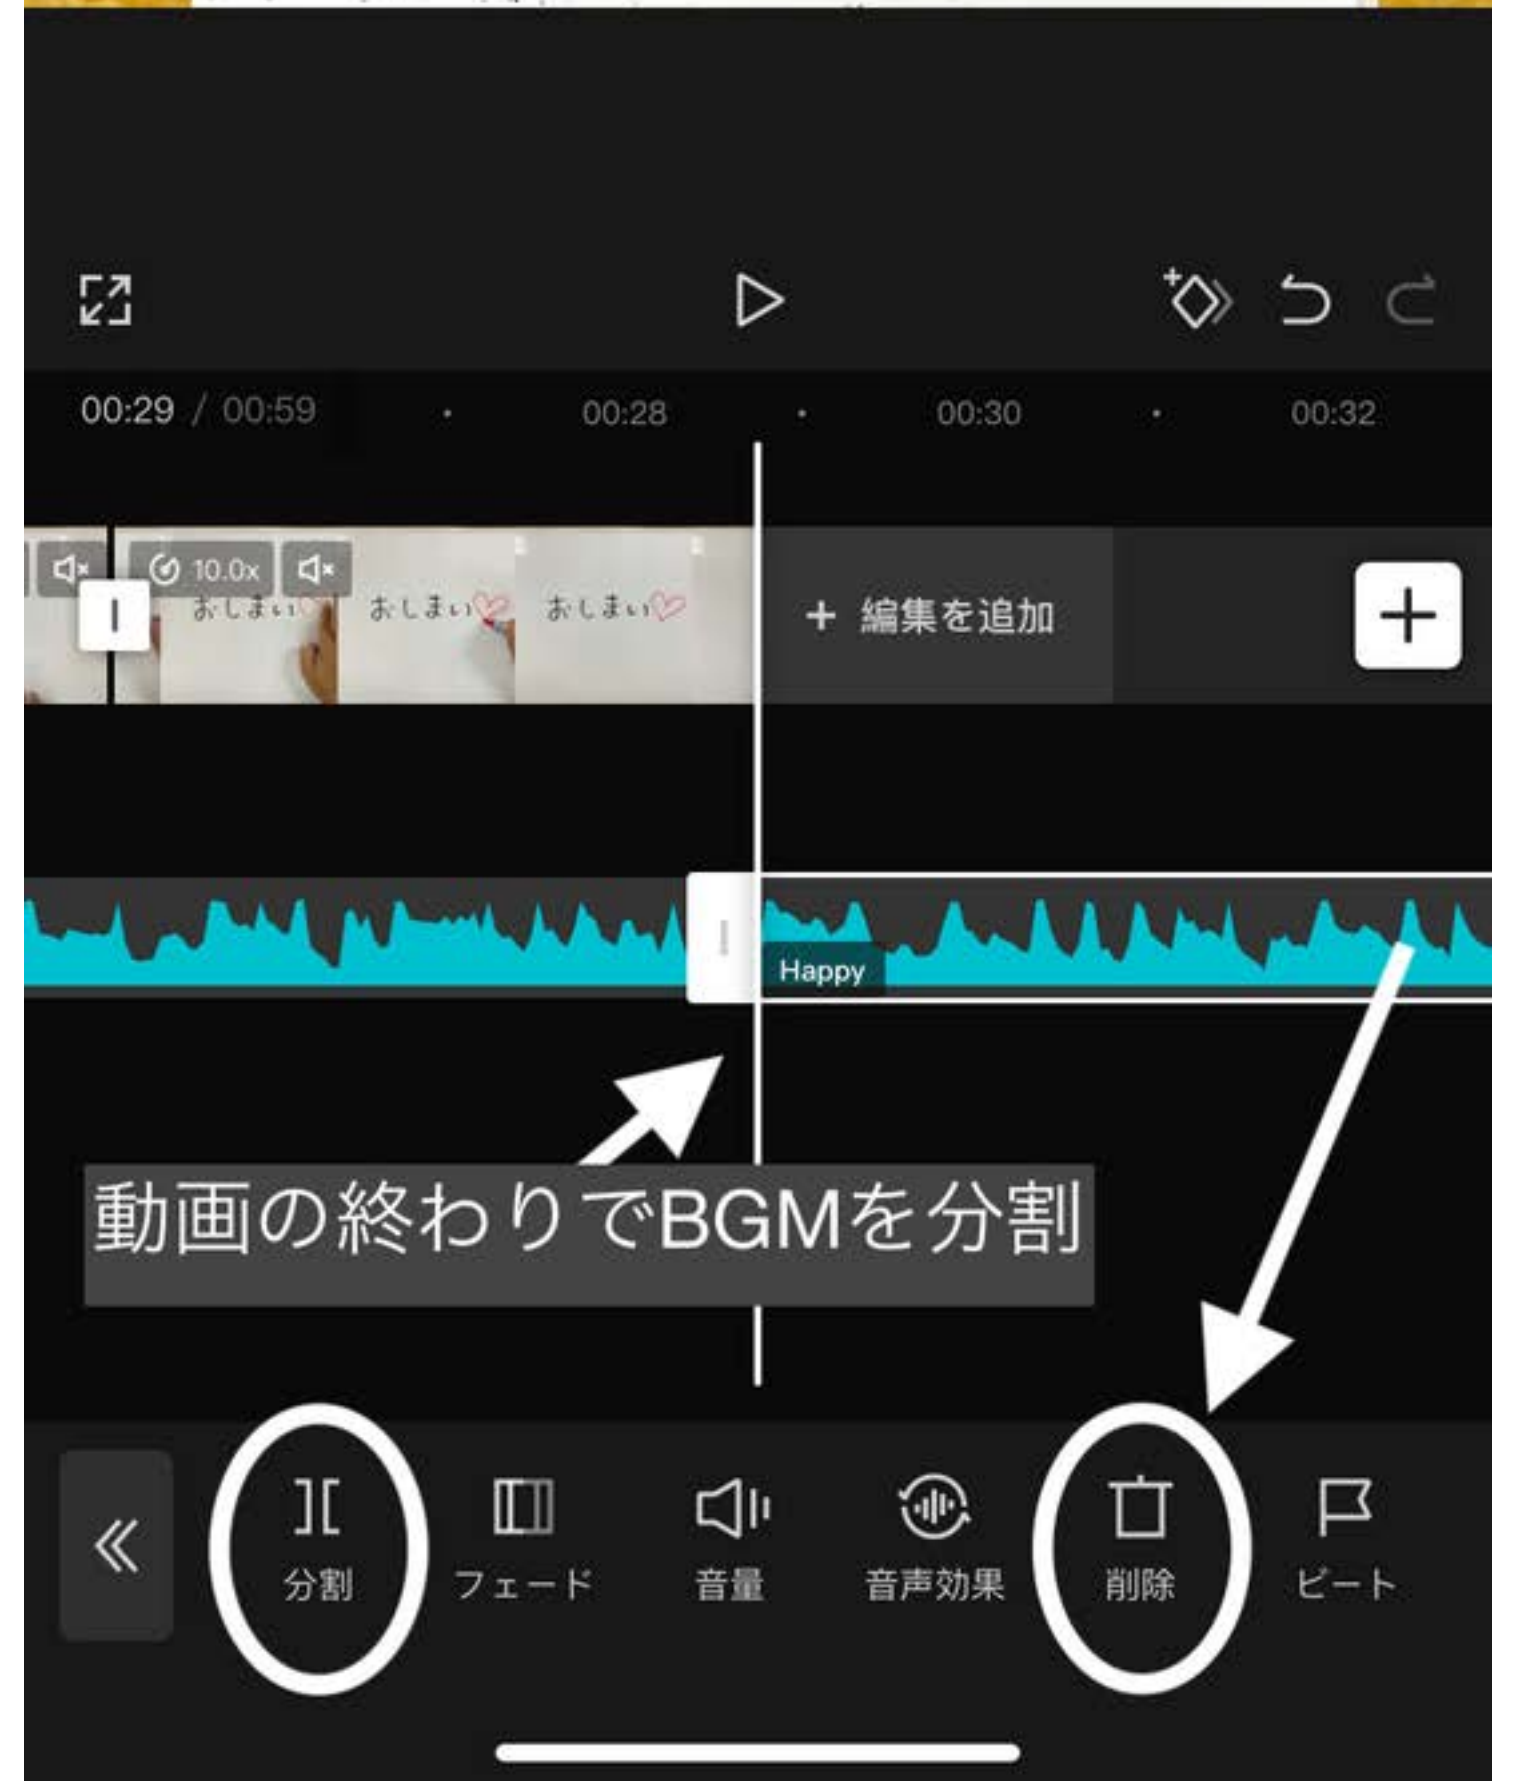 00:29 / 00:59 00:28 00:30 00:32
10.0x
おしまい おしまい おしまい
+ 編集を追加
Happy
動画の終わりでBGMを分割
分割 フェード 音量 音声効果 削除 ビート